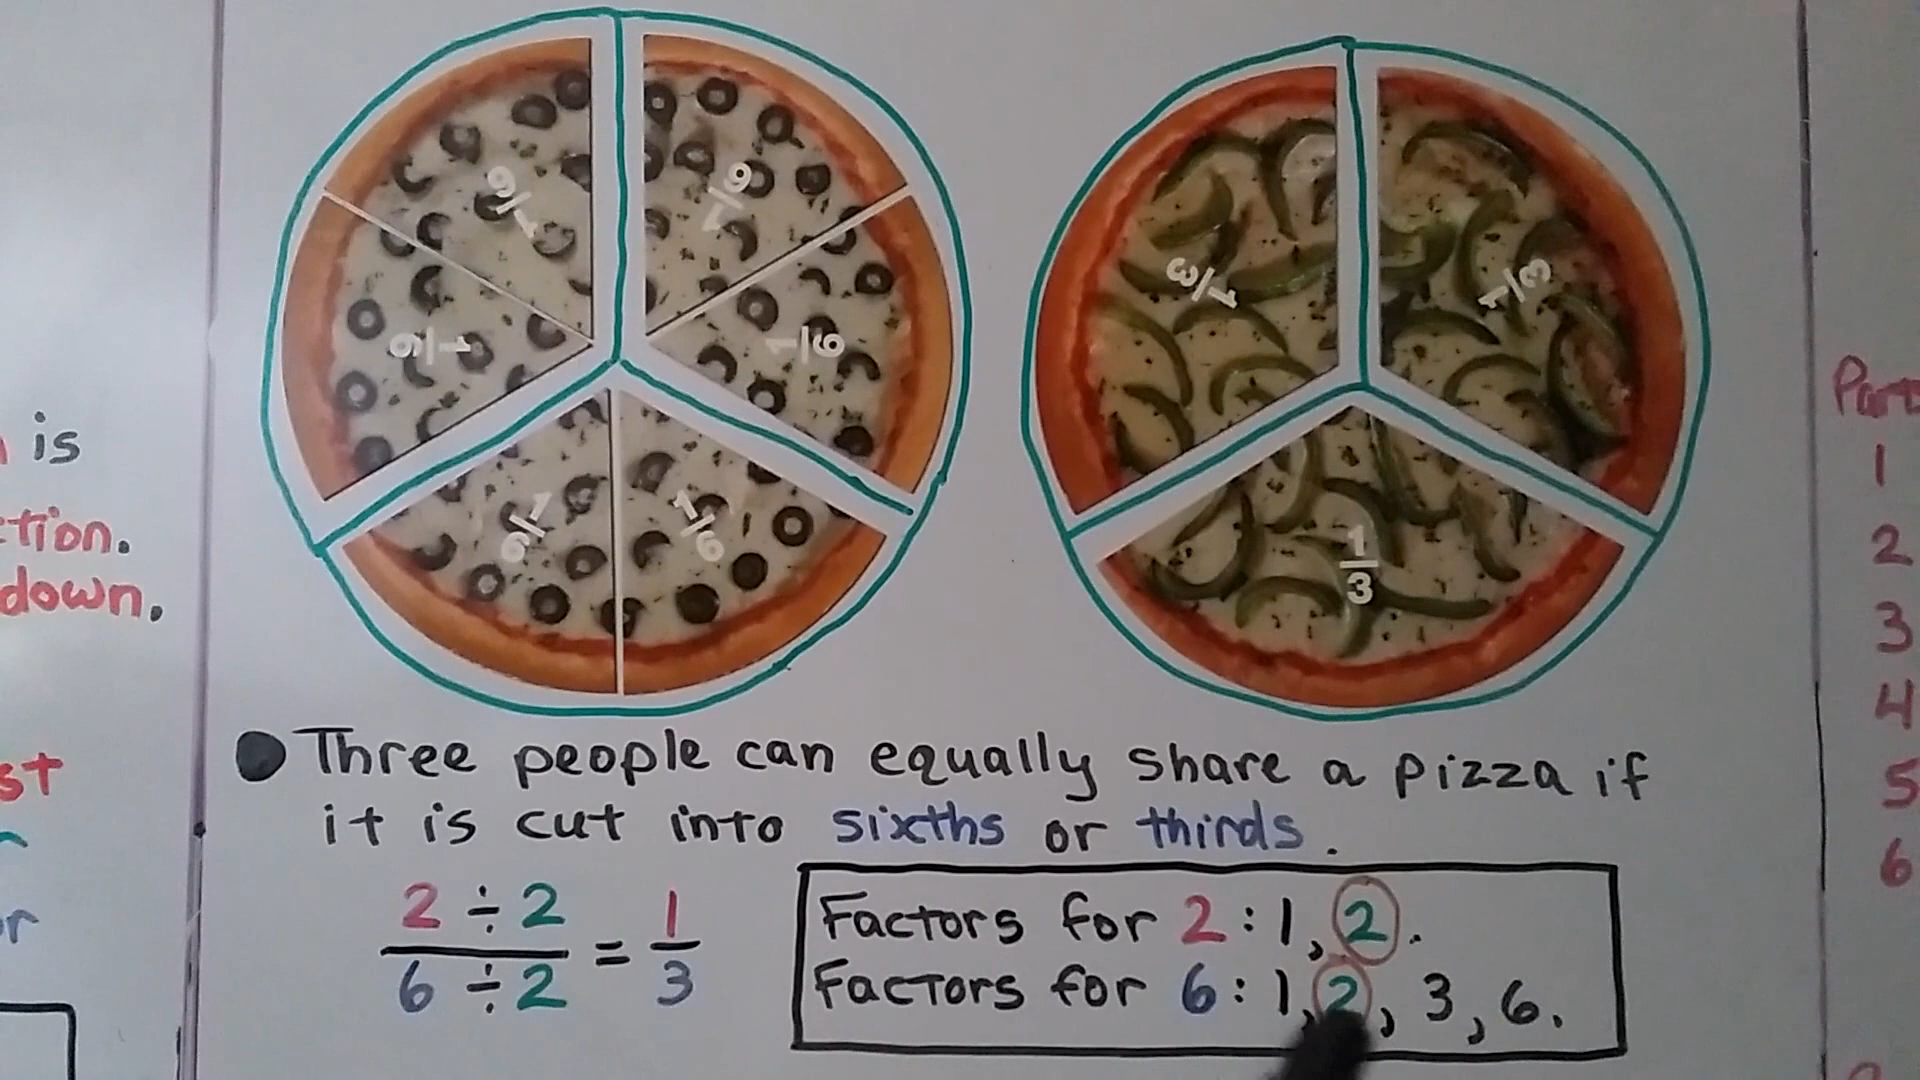 1/6
1/6
1/6
1/6
1/6
1/6
1/3
1/3
1/3
● Three people can equally share a pizza if
it is cut into sixths or thirds.
2 ÷ 2 / 6 ÷ 2 = 1/3
Factors for 2: 1, 2.
Factors for 6: 1, 2, 3, 6.
is
down.
1
2
3
4
5
6